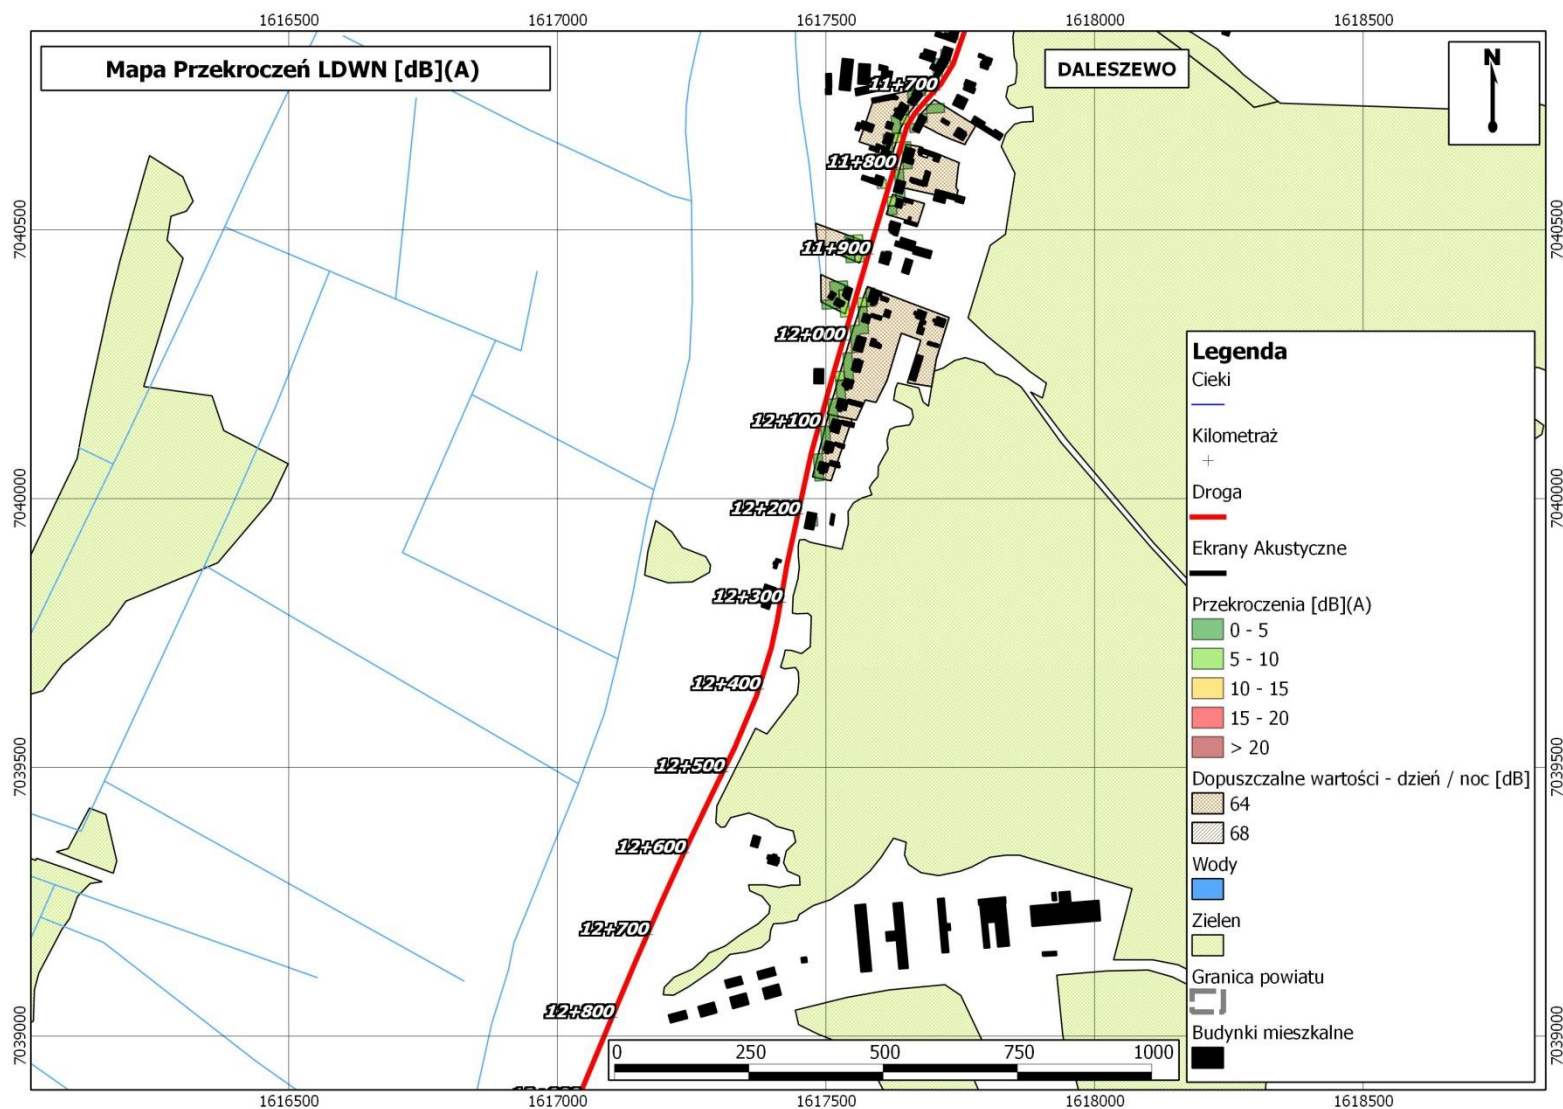 1616500 1617000 1617500 1618000 1618500
Mapa Przekroczeń LDWN [dB](A)
DALESZEWO
N
11+700
11+800
7040500 7040500
11+900
12+000
12+100
7040000 7040000
12+200
12+300
12+400
12+500
7039500 7039500
12+600
12+700
12+800
7039000 7039000
Legenda
Cieki
Kilometraż
Droga
Ekrany Akustyczne
Przekroczenia [dB](A)
0 - 5
5 - 10
10 - 15
15 - 20
> 20
Dopuszczalne wartości - dzień / noc [dB]
64
68
Wody
Zielen
Granica powiatu
Budynki mieszkalne
0 250 500 750 1000
1616500 1617000 1617500 1618000 1618500